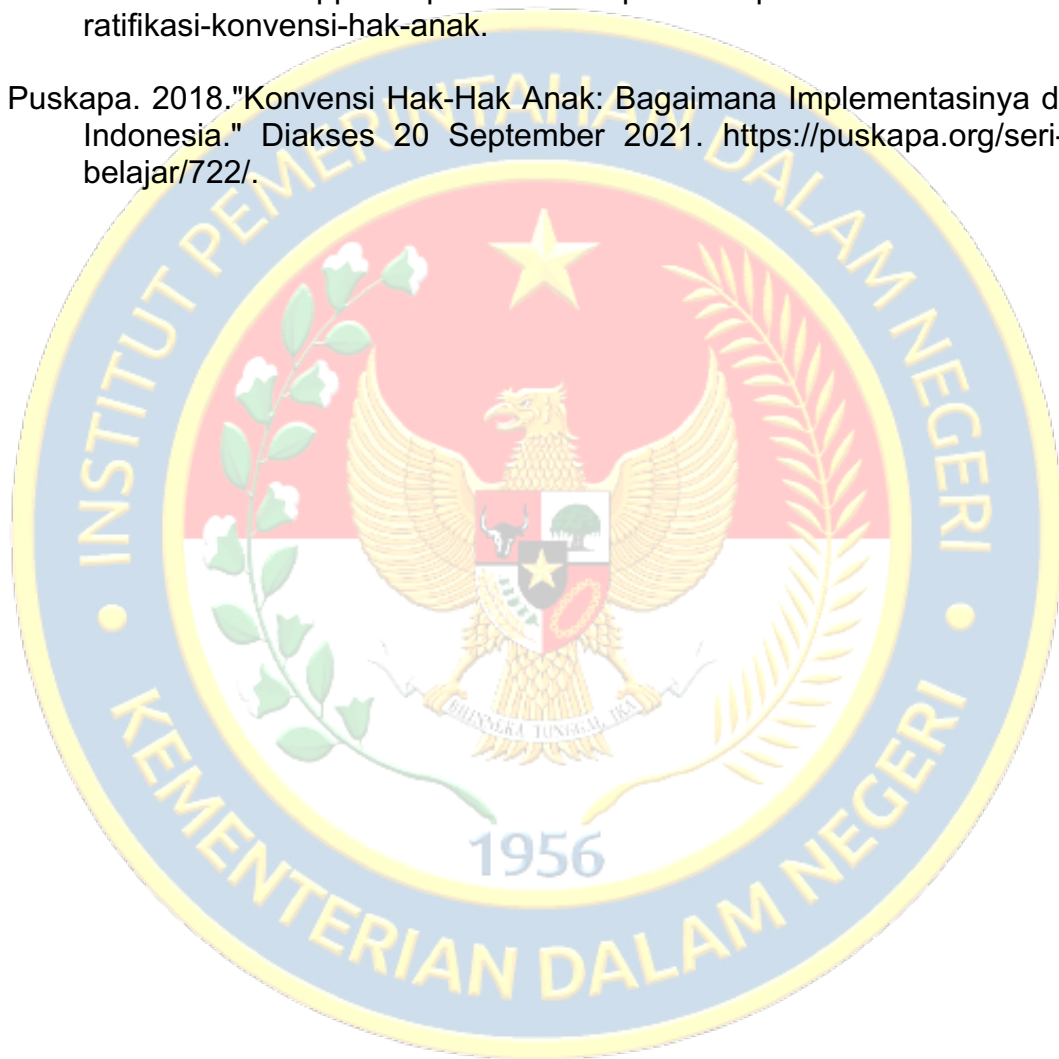 ratifikasi-konvensi-hak-anak.
Puskapa. 2018."Konvensi Hak-Hak Anak: Bagaimana Implementasinya d
Indonesia." Diakses 20 September 2021. https://puskapa.org/seri-
belajar/722/.
INSTITUT PEMERINTAHAN DALAM NEGERI
BHINNEKA TUNGGAL IKA
1956
KEMENTERIAN DALAM NEGERI